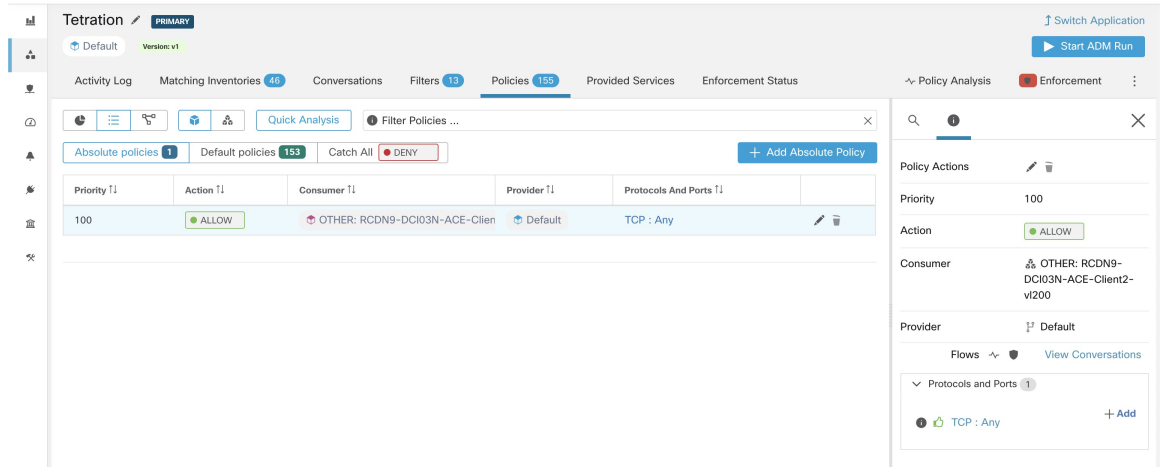 Tetration PRIMARY
Switch Application
Default Version: v1
Start ADM Run
Activity Log Matching Inventories 46 Conversations Filters 13 Policies 155 Provided Services Enforcement Status Policy Analysis Enforcement
Quick Analysis Filter Policies ...
Absolute policies 1 Default policies 153 Catch All DENY
+ Add Absolute Policy
Priority Action Consumer Provider Protocols And Ports
100 ALLOW OTHER: RCDN9-DCI03N-ACE-Clien Default TCP : Any
Policy Actions
Priority 100
Action ALLOW
Consumer OTHER: RCDN9-
DCI03N-ACE-Client2-
vl200
Provider Default
Flows View Conversations
Protocols and Ports 1
+ Add
TCP : Any